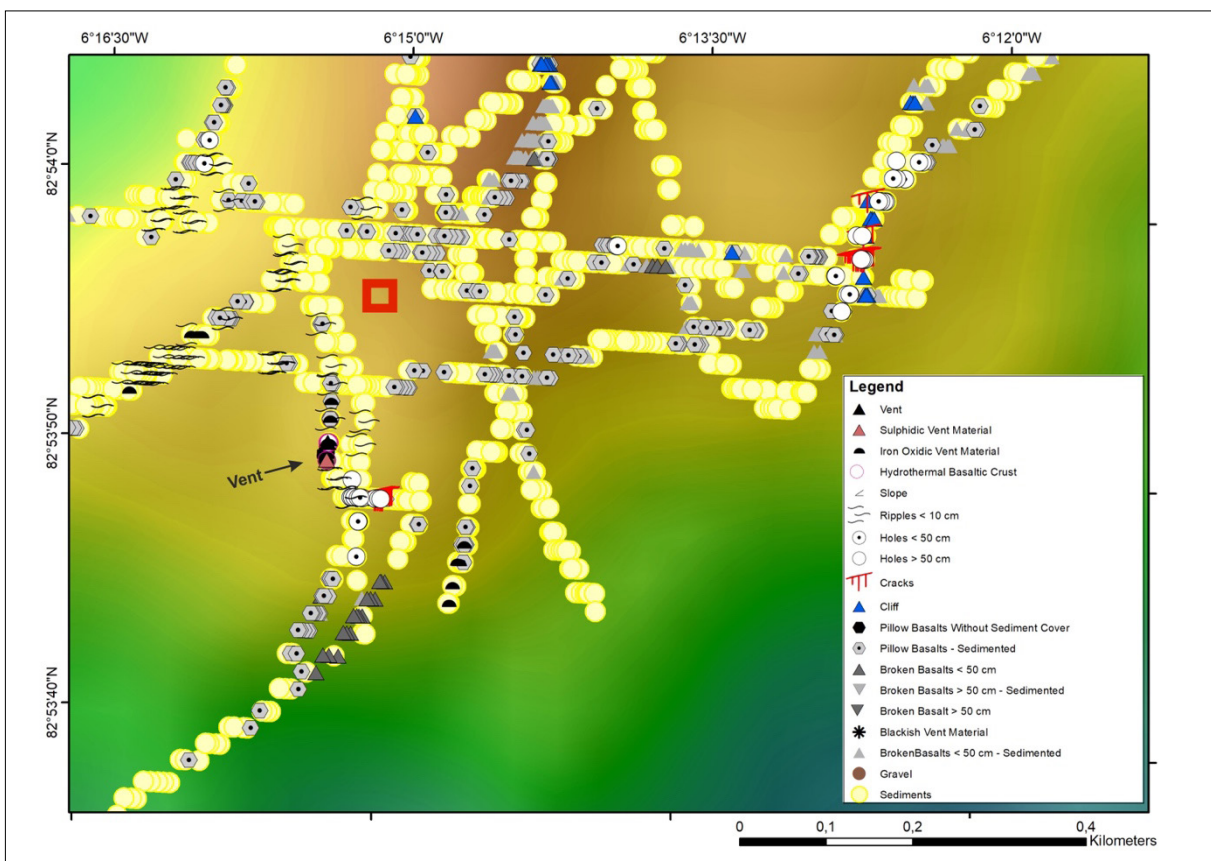 6°16'30"W 6°15'0"W 6°13'30"W 6°12'0"W
82°54'0"N
82°53'50"N
82°53'40"N
Vent
Legend
Vent
Sulphidic Vent Material
Iron Oxidic Vent Material
Hydrothermal Basaltic Crust
Slope
Ripples < 10 cm
Holes < 50 cm
Holes > 50 cm
Cracks
Cliff
Pillow Basalts Without Sediment Cover
Pillow Basalts - Sedimented
Broken Basalts < 50 cm
Broken Basalts > 50 cm - Sedimented
Broken Basalt > 50 cm
Blackish Vent Material
BrokenBasalts < 50 cm - Sedimented
Gravel
Sediments
0 0,1 0,2 0,4
Kilometers